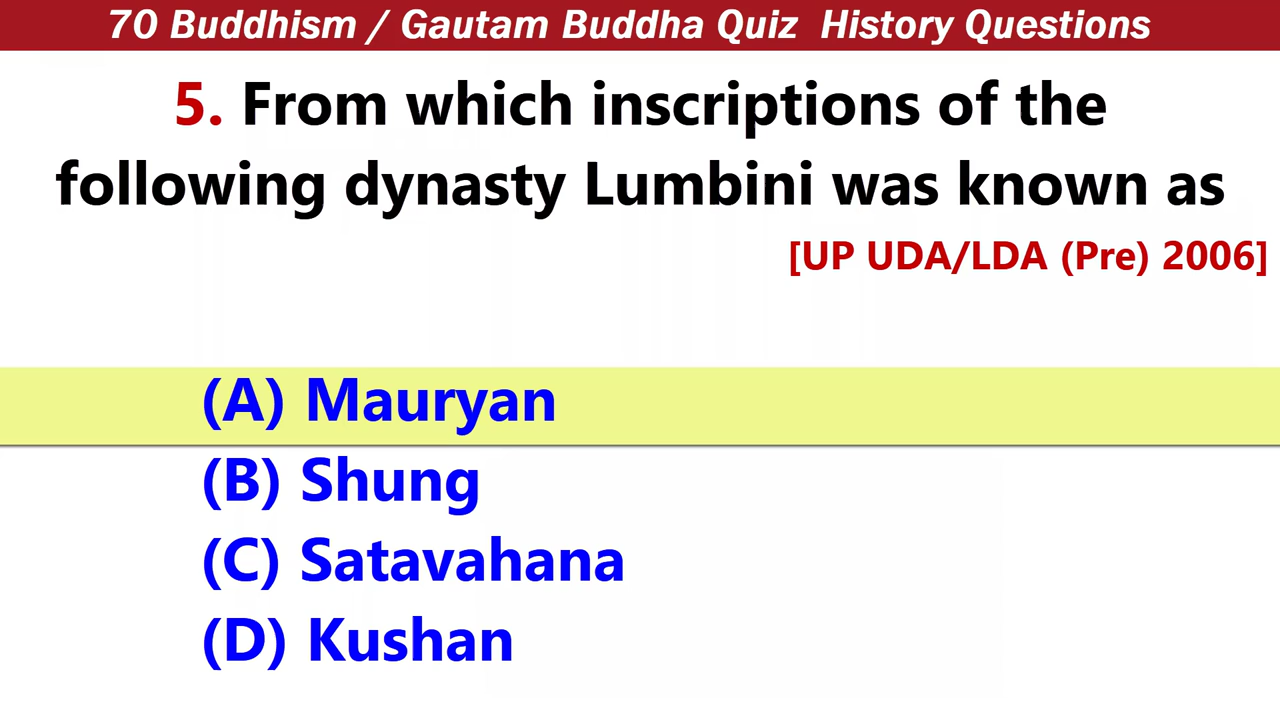 70 Buddhism / Gautam Buddha Quiz History Questions
5. From which inscriptions of the
following dynasty Lumbini was known as
[UP UDA/LDA (Pre) 2006]
(A) Mauryan
(B) Shung
(C) Satavahana
(D) Kushan